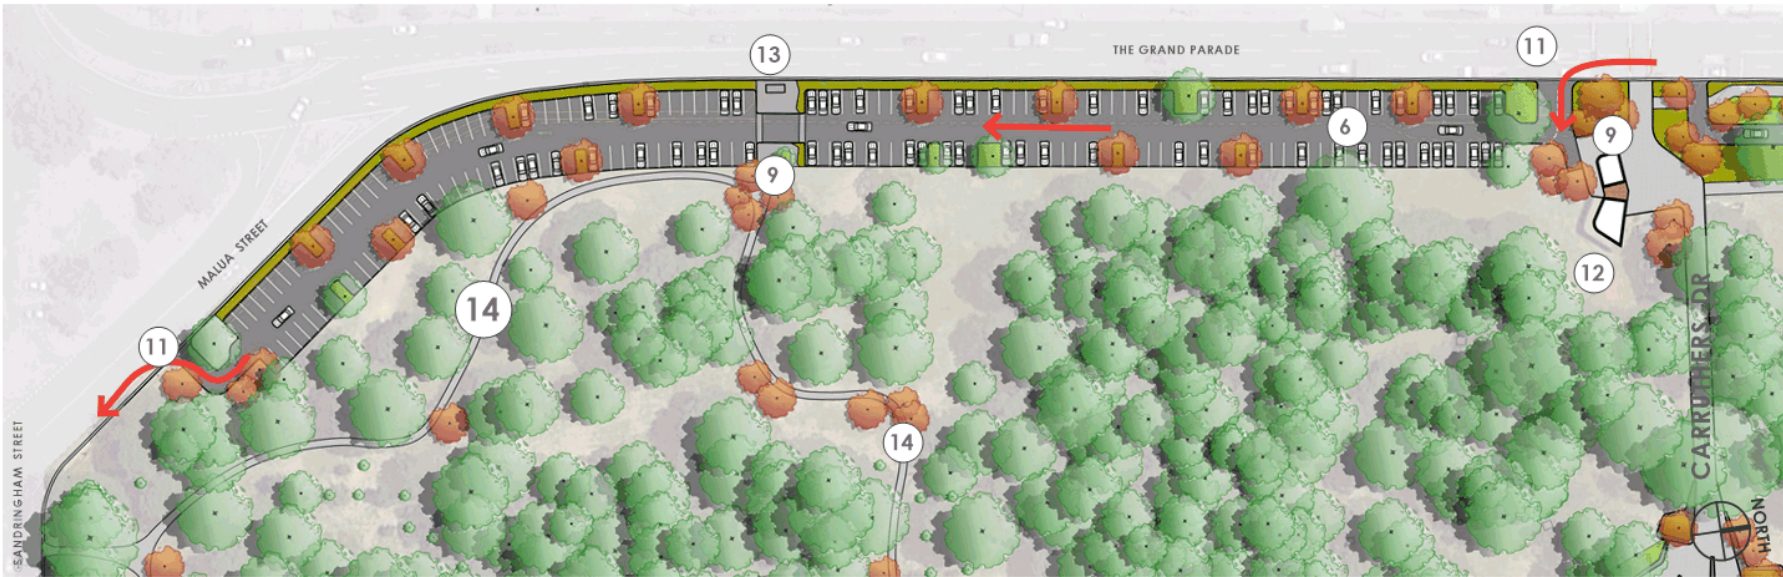 13
THE GRAND PARADE
11
6
9
9
MALUA STREET
12
14
11
CARRUTHERS DR
14
SANDRINGHAM STREET
NORTH